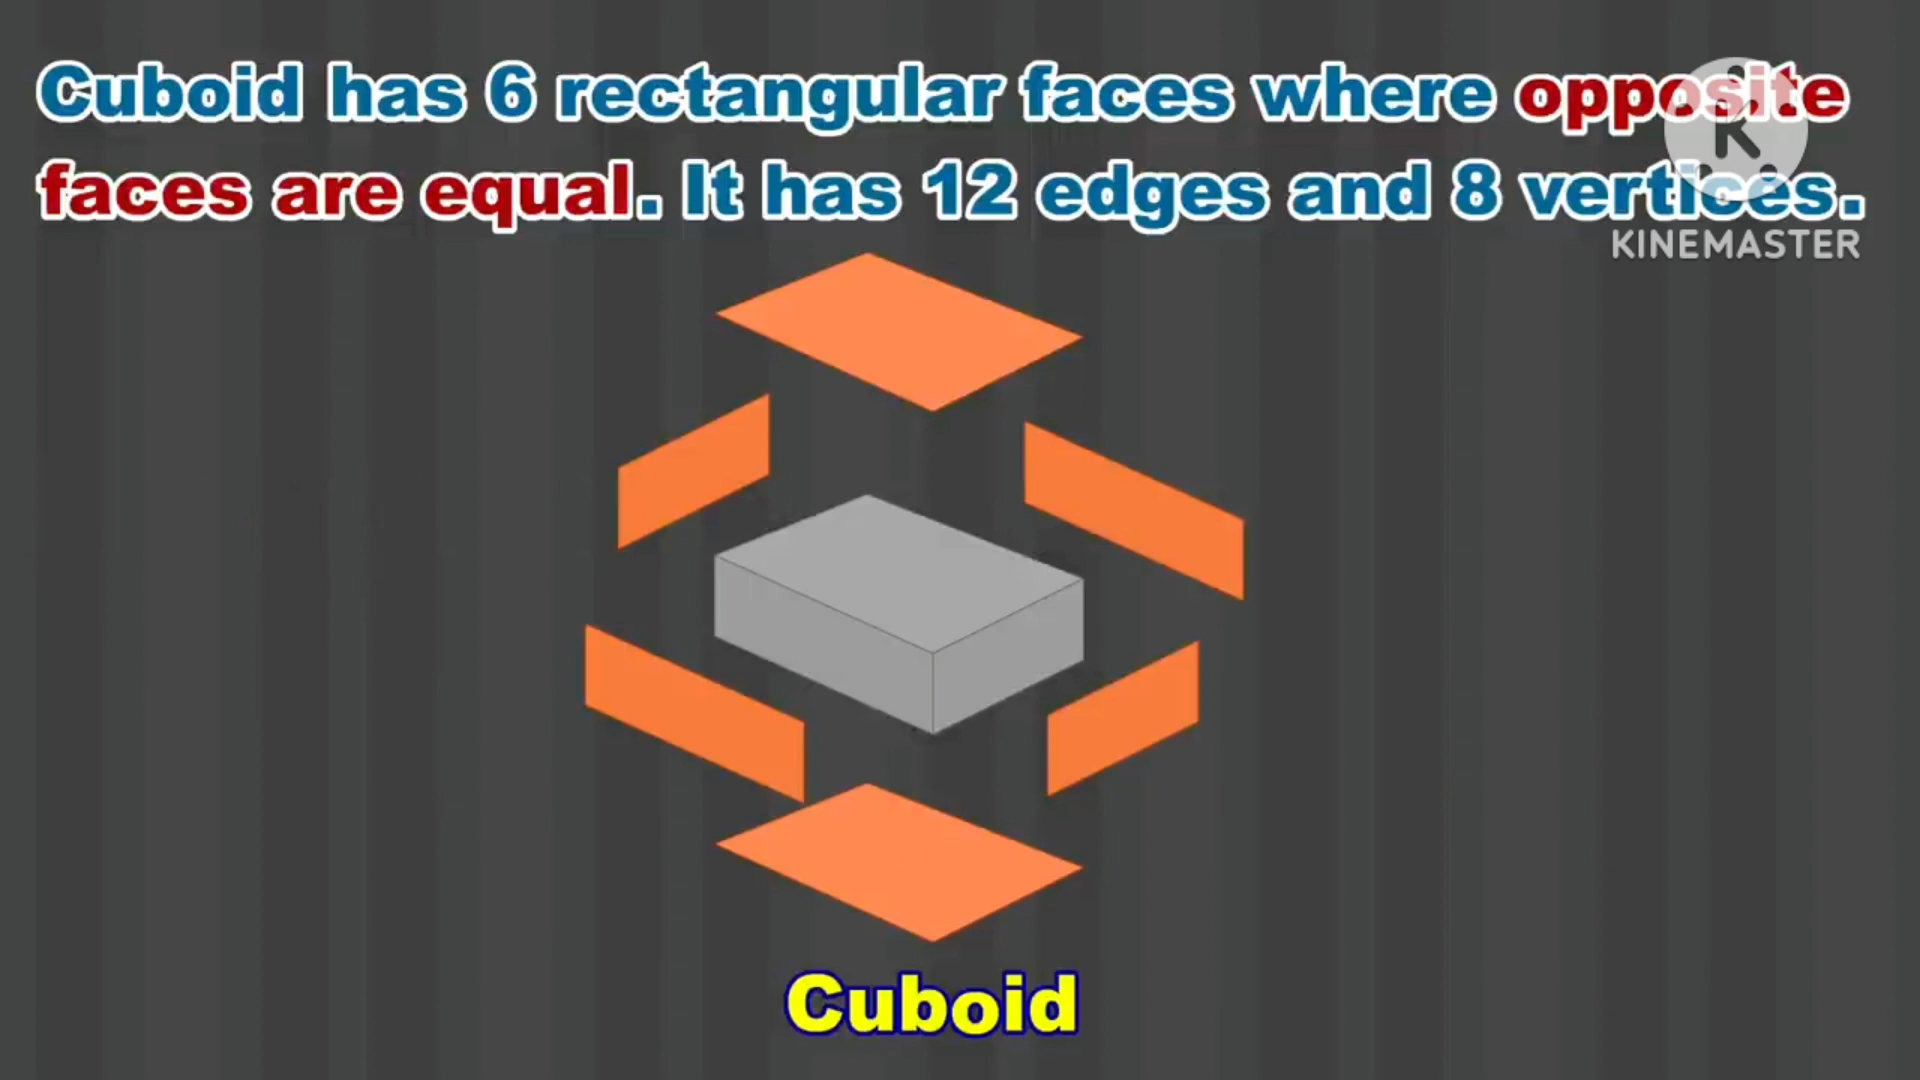 Cuboid has 6 rectangular faces where opposite
faces are equal. It has 12 edges and 8 vertices.
K
KINEMASTER
Cuboid